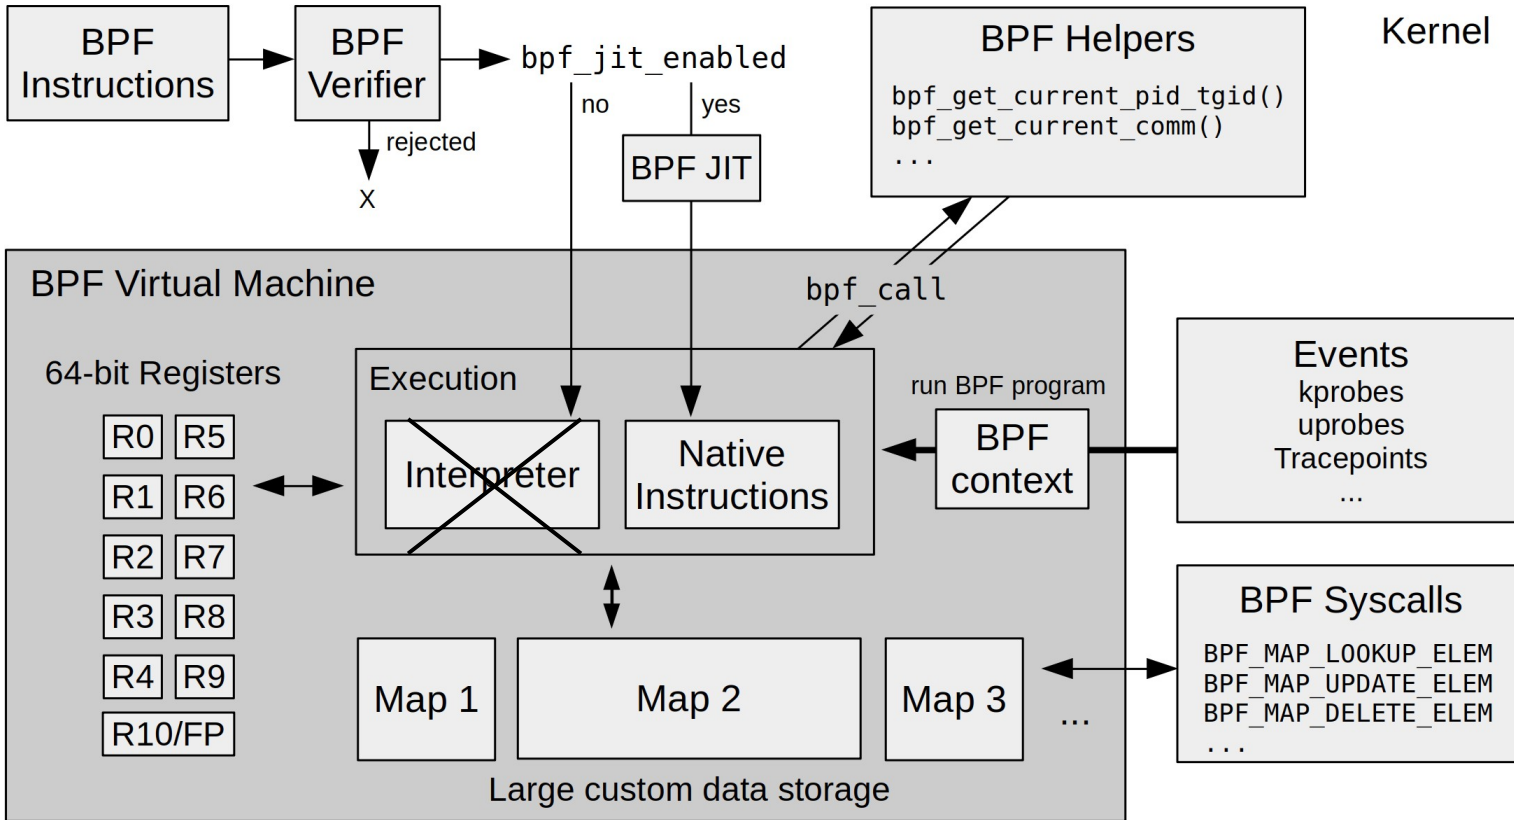 BPF
Instructions
BPF
Verifier
bpf_jit_enabled
no
yes
rejected
X
BPF JIT
BPF Helpers
bpf_get_current_pid_tgid()
bpf_get_current_comm()
...
Kernel
BPF Virtual Machine
bpf_call
64-bit Registers
R0 R5
R1 R6
R2 R7
R3 R8
R4 R9
R10/FP
Execution
Interpreter
Native
Instructions
run BPF program
BPF
context
Events
kprobes
uprobes
Tracepoints
...
Map 1
Map 2
Map 3
...
Large custom data storage
BPF Syscalls
BPF_MAP_LOOKUP_ELEM
BPF_MAP_UPDATE_ELEM
BPF_MAP_DELETE_ELEM
...